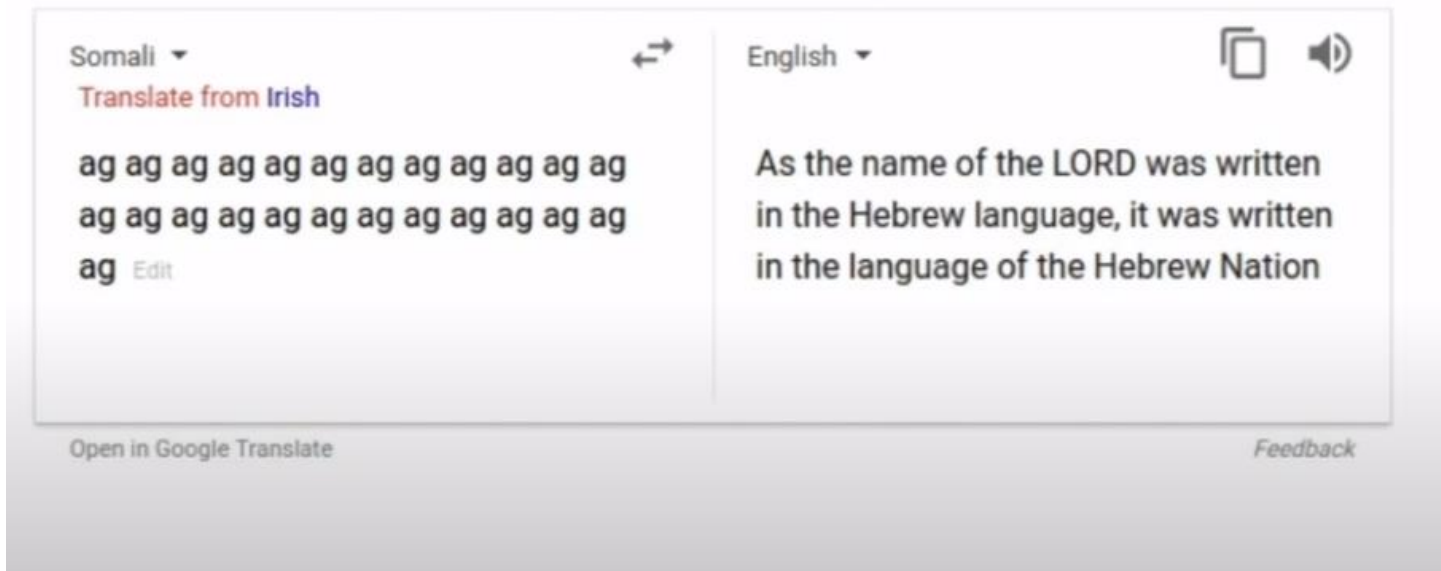 Somali
English
Translate from Irish
ag ag ag ag ag ag ag ag ag ag ag ag
ag ag ag ag ag ag ag ag ag ag ag ag
ag Edit
As the name of the LORD was written
in the Hebrew language, it was written
in the language of the Hebrew Nation
Open in Google Translate
Feedback